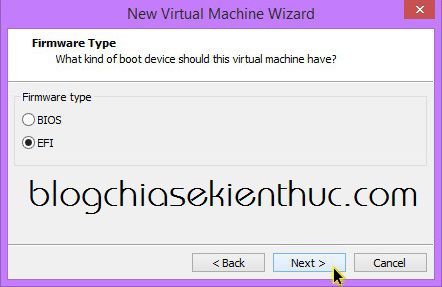 New Virtual Machine Wizard
Firmware Type
What kind of boot device should this virtual machine have?
Firmware type
BIOS
EFI
blogchiasekienthuc.com
< Back Next > Cancel